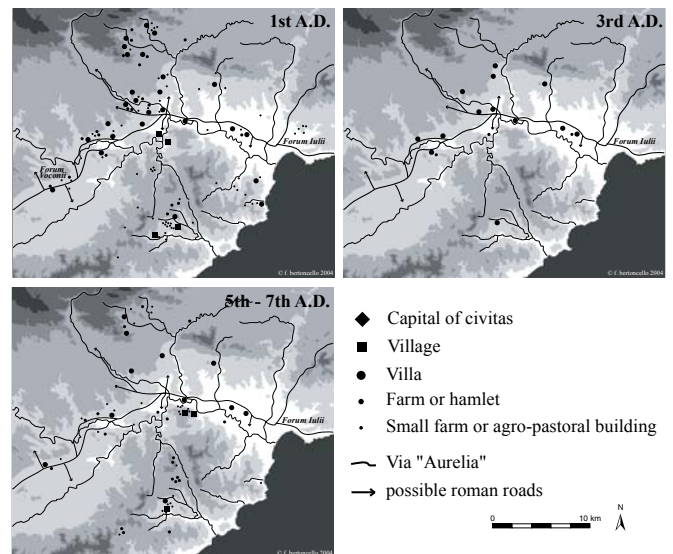 1st A.D.
Forum Iulii
Forum
Voconii
© f. bertoncello 2004
3rd A.D.
Forum Iulii
© f. bertoncello 2004
5th - 7th A.D.
Forum Iulii
© f. bertoncello 2004
Capital of civitas
Village
Villa
Farm or hamlet
Small farm or agro-pastoral building
Via "Aurelia"
possible roman roads
0 10 km
N